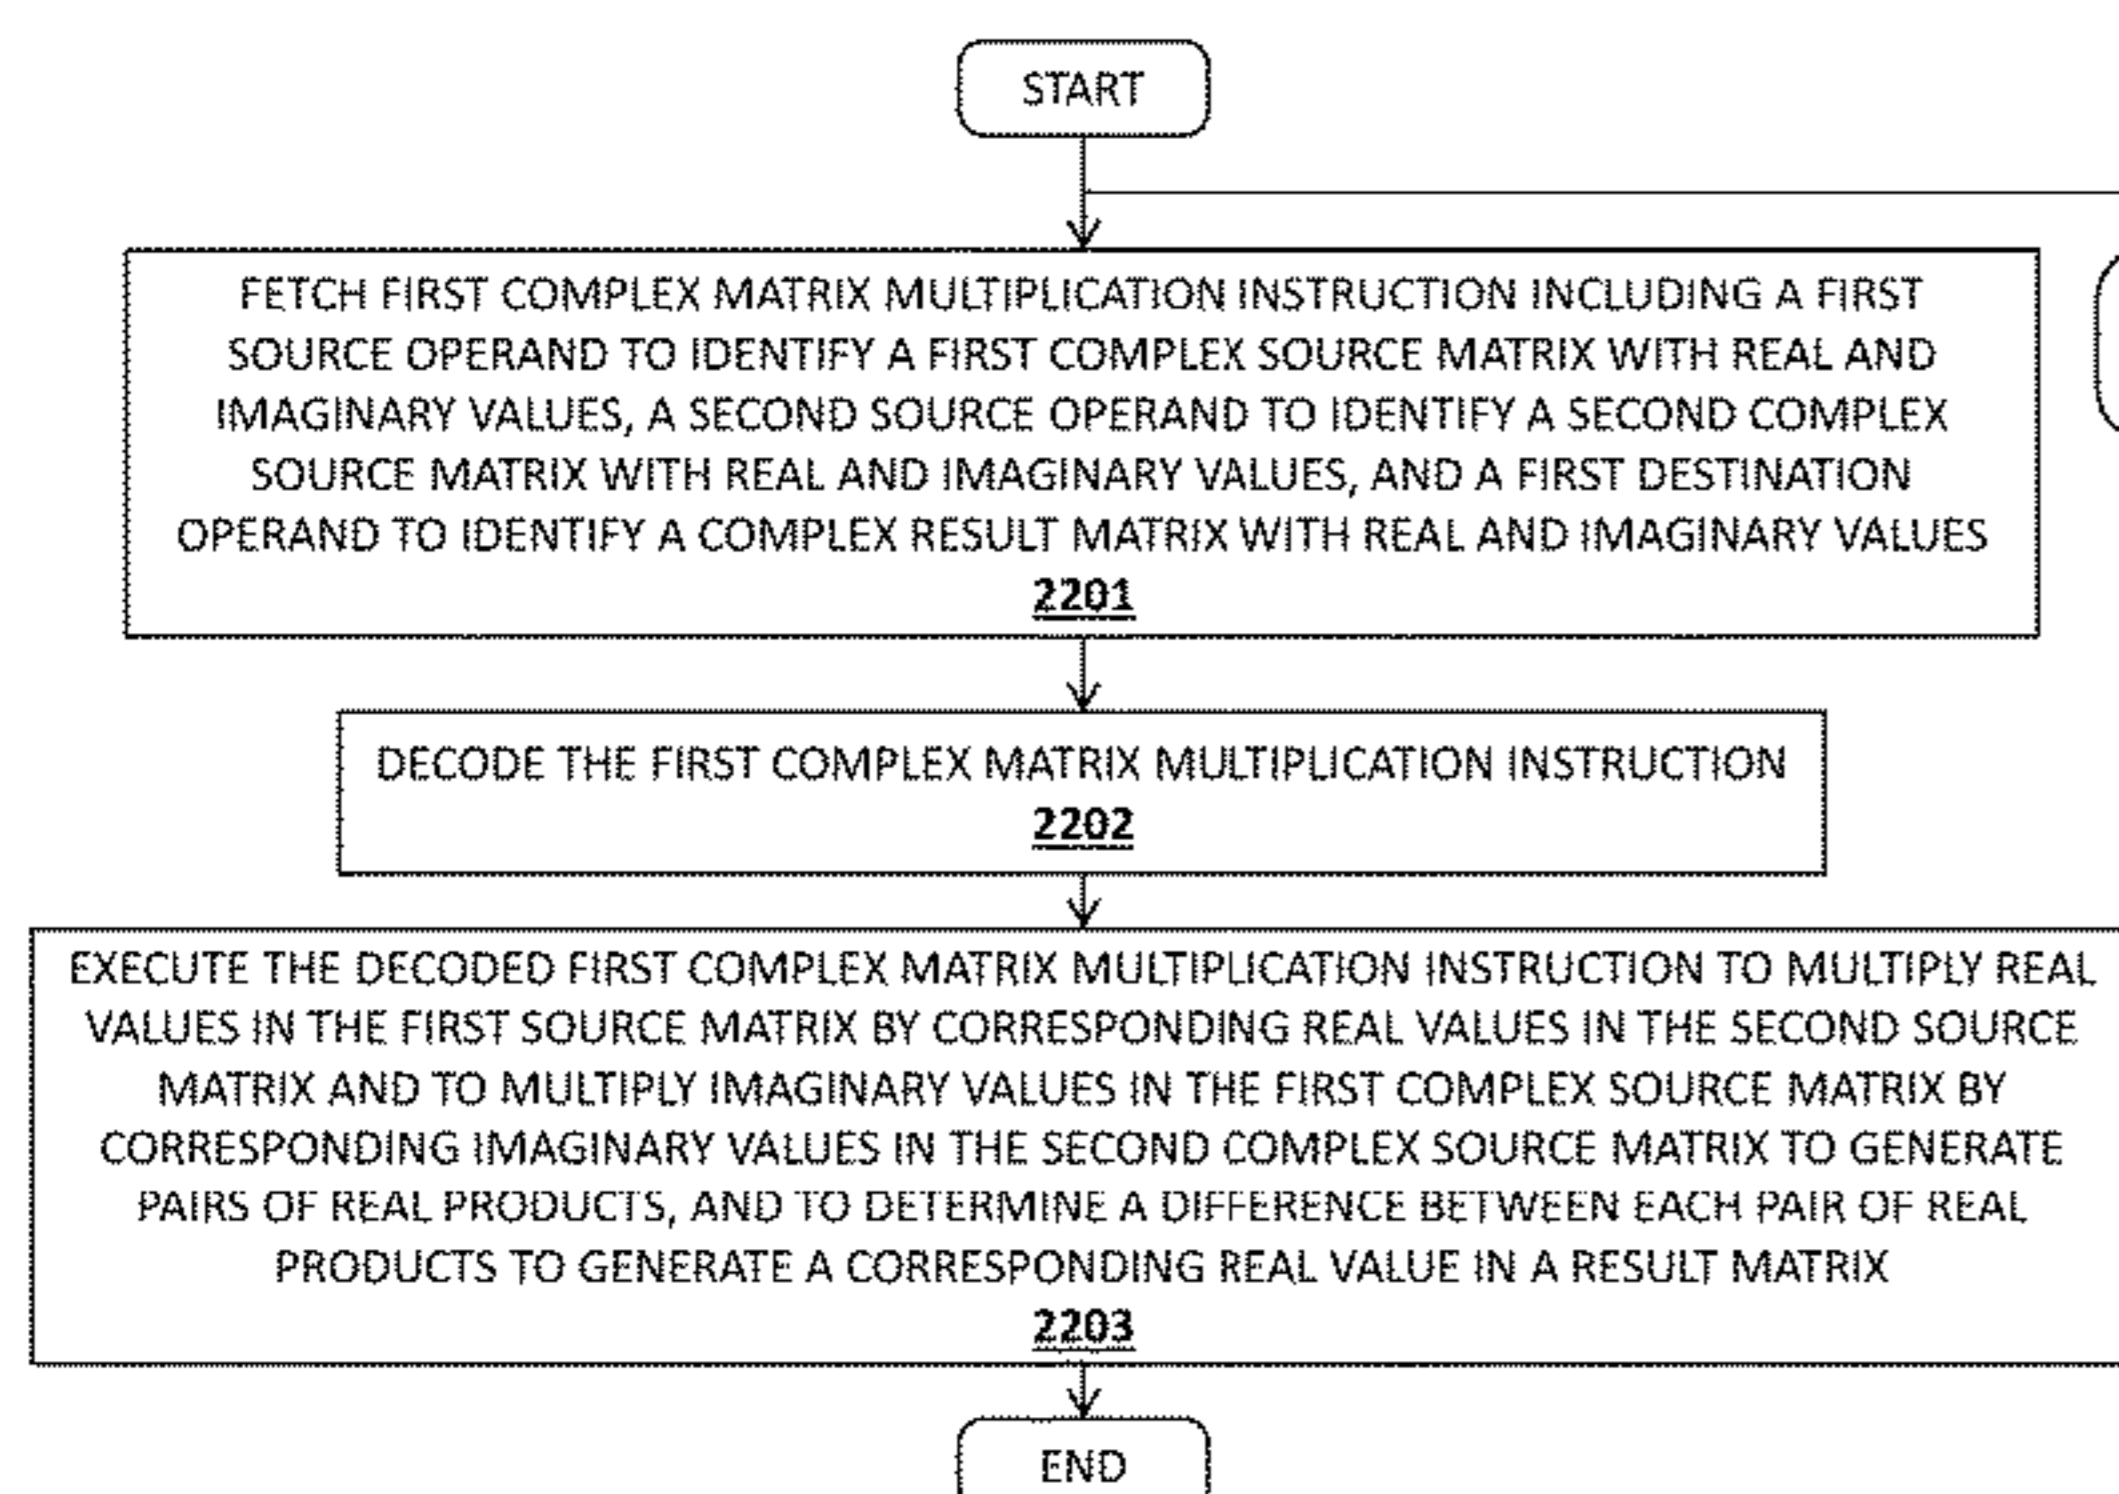 START
FETCH FIRST COMPLEX MATRIX MULTIPLICATION INSTRUCTION INCLUDING A FIRST
SOURCE OPERAND TO IDENTIFY A FIRST COMPLEX SOURCE MATRIX WITH REAL AND
IMAGINARY VALUES, A SECOND SOURCE OPERAND TO IDENTIFY A SECOND COMPLEX
SOURCE MATRIX WITH REAL AND IMAGINARY VALUES, AND A FIRST DESTINATION
OPERAND TO IDENTIFY A COMPLEX RESULT MATRIX WITH REAL AND IMAGINARY VALUES
2201
DECODE THE FIRST COMPLEX MATRIX MULTIPLICATION INSTRUCTION
2202
EXECUTE THE DECODED FIRST COMPLEX MATRIX MULTIPLICATION INSTRUCTION TO MULTIPLY REAL
VALUES IN THE FIRST SOURCE MATRIX BY CORRESPONDING REAL VALUES IN THE SECOND SOURCE
MATRIX AND TO MULTIPLY IMAGINARY VALUES IN THE FIRST COMPLEX SOURCE MATRIX BY
CORRESPONDING IMAGINARY VALUES IN THE SECOND COMPLEX SOURCE MATRIX TO GENERATE
PAIRS OF REAL PRODUCTS, AND TO DETERMINE A DIFFERENCE BETWEEN EACH PAIR OF REAL
PRODUCTS TO GENERATE A CORRESPONDING REAL VALUE IN A RESULT MATRIX
2203
END